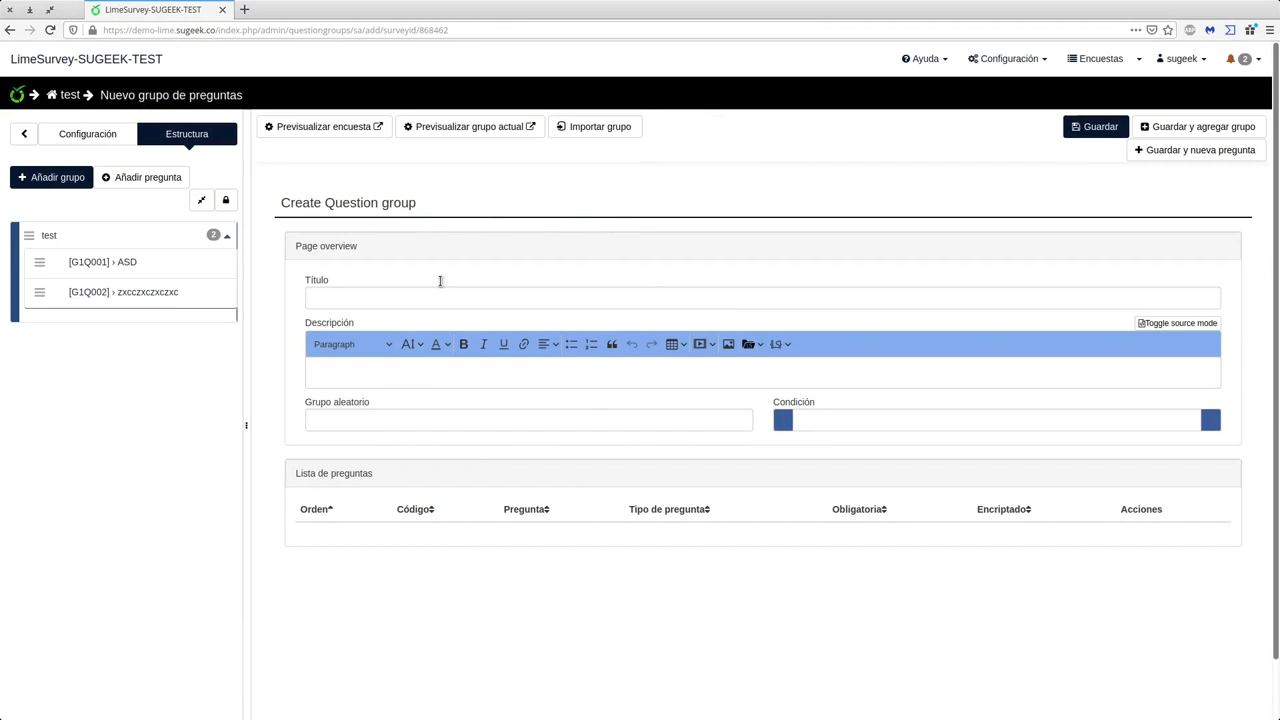 LimeSurvey-SUGEEK-TEST
https://demo-lime.sugeek.co/index.php/admin/questiongroups/sa/add/surveyid/868462
LimeSurvey-SUGEEK-TEST
Ayuda
Configuración
Encuestas
sugeek
2
test
Nuevo grupo de preguntas
Configuración
Estructura
Previsualizar encuesta
Previsualizar grupo actual
Importar grupo
Guardar
Guardar y agregar grupo
Guardar y nueva pregunta
Añadir grupo
Añadir pregunta
test
2
[G1Q001] › ASD
[G1Q002] › zxcczxczxczxc
Create Question group
Page overview
Título
Descripción
Toggle source mode
Paragraph
Grupo aleatorio
Condición
Lista de preguntas
Orden
Código
Pregunta
Tipo de pregunta
Obligatoria
Encriptado
Acciones